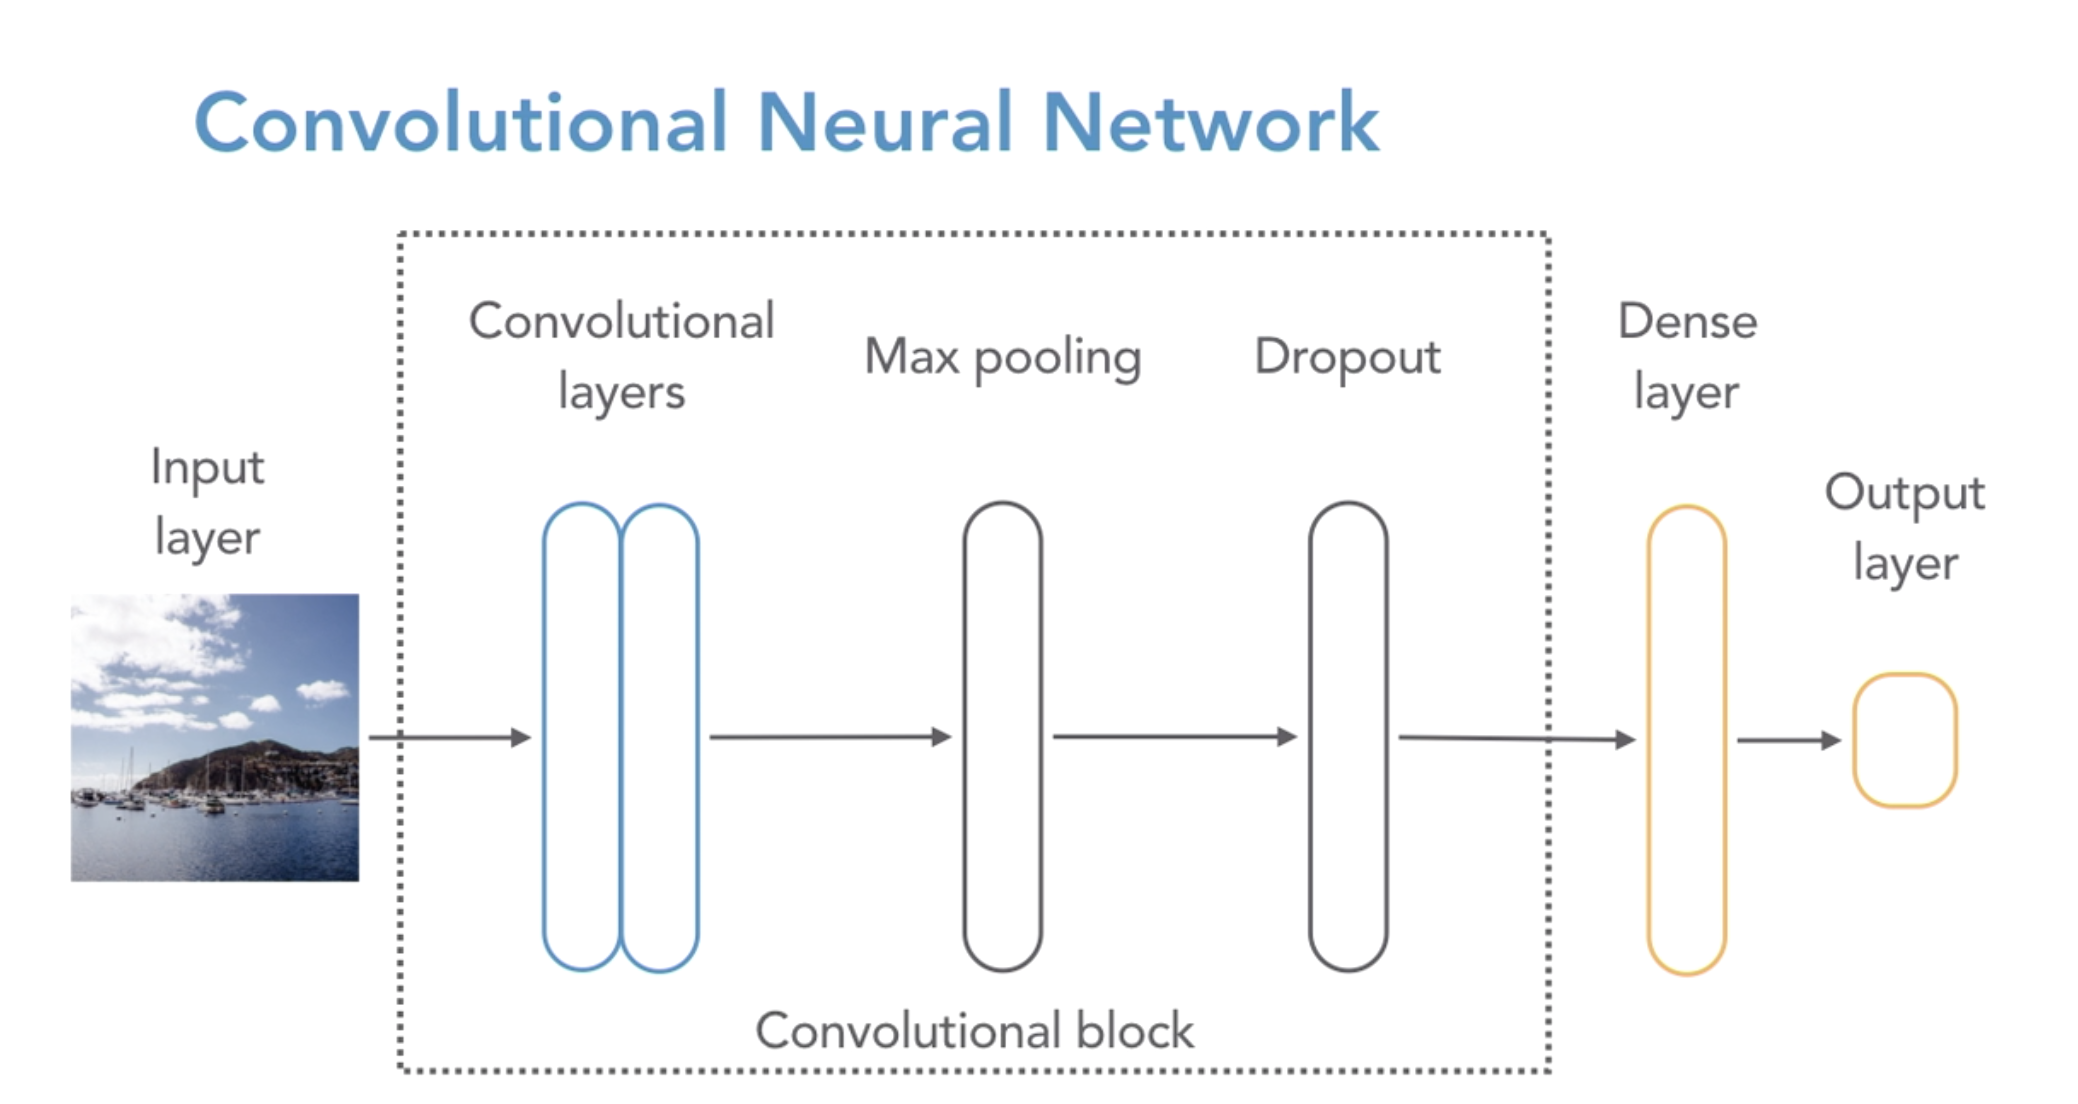 Convolutional Neural Network
Input
layer
Convolutional
layers
Max pooling
Dropout
Dense
layer
Output
layer
Convolutional block